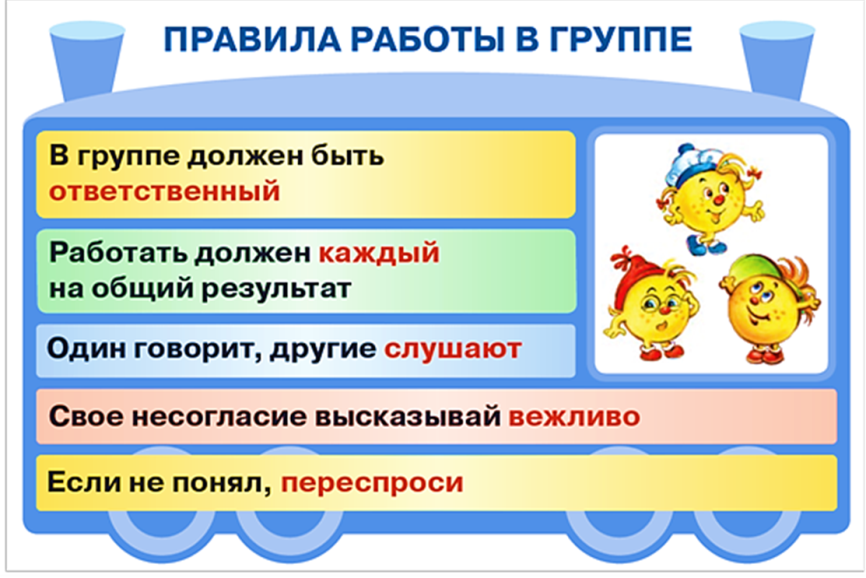 ПРАВИЛА РАБОТЫ В ГРУППЕ
В группе должен быть
ответственный
Работать должен каждый
на общий результат
Один говорит, другие слушают
Свое несогласие высказывай вежливо
Если не понял, переспроси